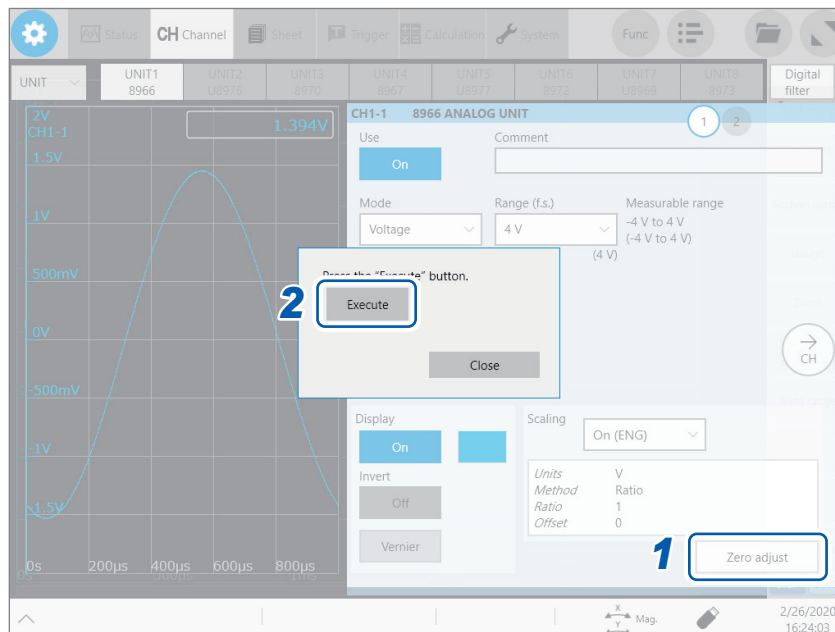 Status
CH Channel
Sheet
Trigger
Calculation
System
Func
UNIT
UNIT1
8966
UNIT2
U8976
UNIT3
8970
UNIT4
8967
UNIT5
U8977
UNIT6
8972
UNIT7
U8969
UNIT8
8973
Digital
filter
2V
CH1-1
1.394V
1.5V
1V
500mV
0V
-500mV
-1V
-1.5V
0s 200μs 400μs 600μs 800μs
CH1-1 8966 ANALOG UNIT
1 2
Use
On
Comment
Mode
Voltage
Range (f.s.)
4 V
(4 V)
Measurable range
-4 V to 4 V
(-4 V to 4 V)
Press the "Execute" button.
2
Execute
Close
→
CH
Display
On
Invert
Off
Vernier
Scaling
On (ENG)
Units V
Method Ratio
Ratio 1
Offset 0
1
Zero adjust
X
Y
Mag.
2/26/2020
16:24:03